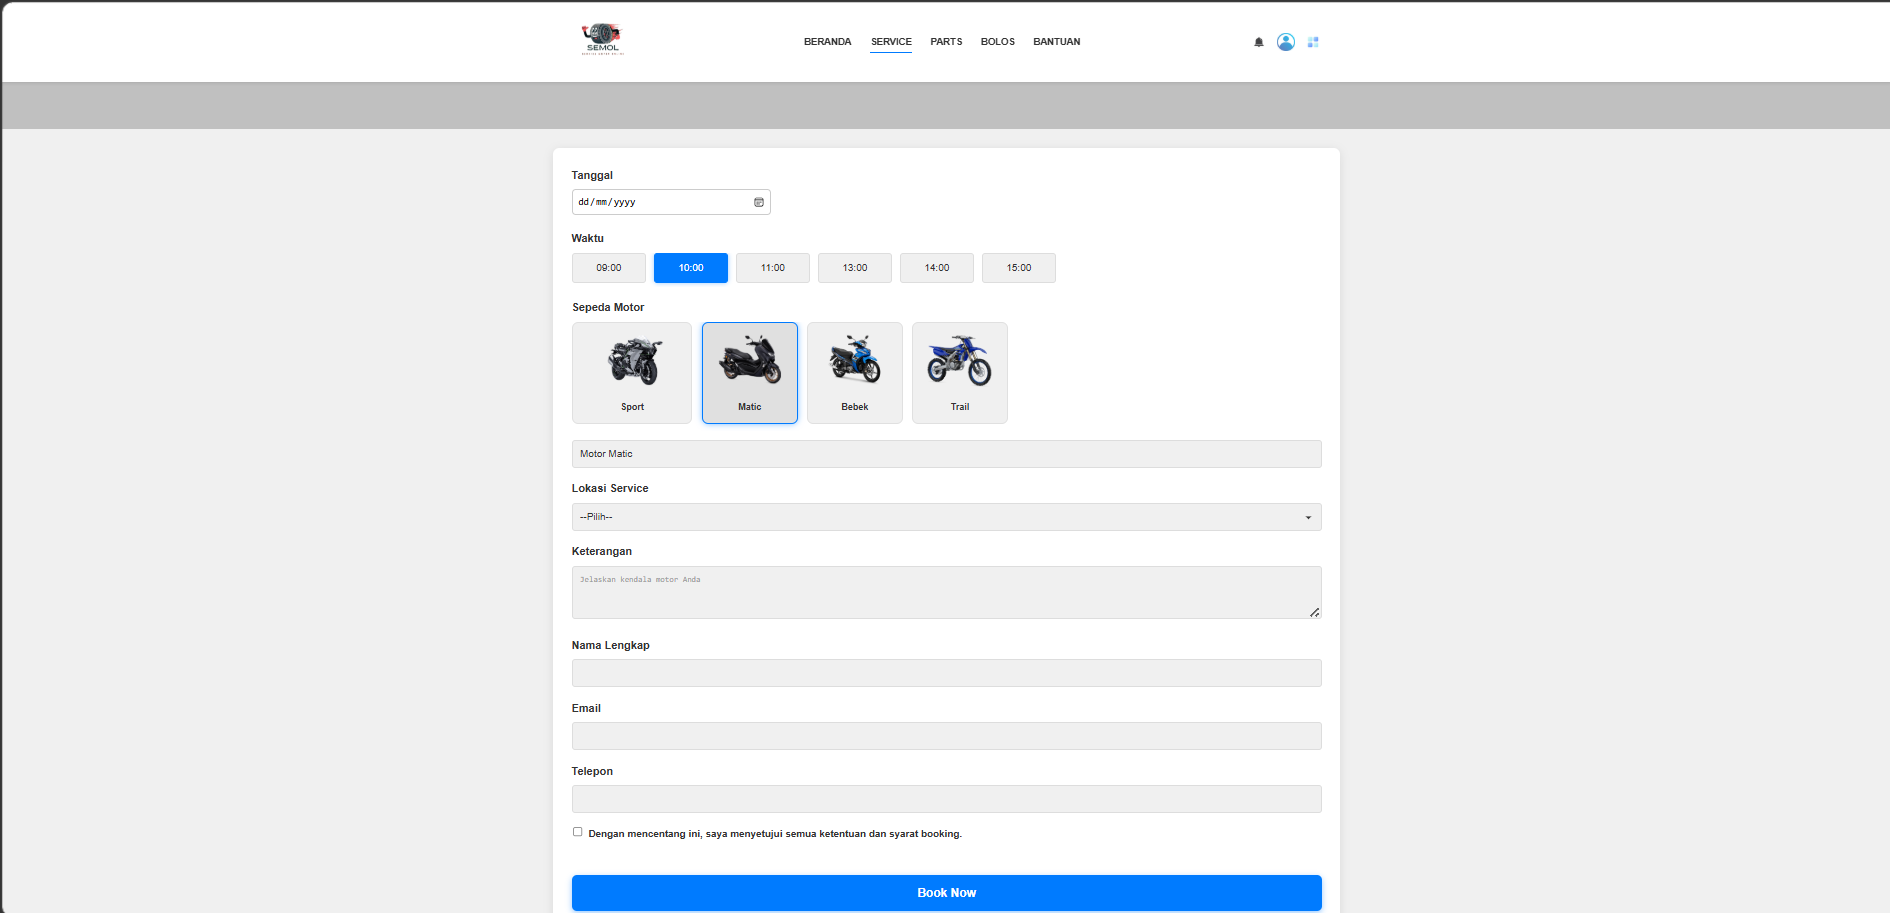 SEMOL
BERANDA SERVICE PARTS BOLOS BANTUAN
Tanggal
dd/mm/yyyy
Waktu
09:00 10:00 11:00 13:00 14:00 15:00
Sepeda Motor
Sport Matic Bebek Trail
Motor Matic
Lokasi Service
--Pilih--
Keterangan
Jelaskan kendala motor Anda
Nama Lengkap
Email
Telepon
Dengan mencentang ini, saya menyetujui semua ketentuan dan syarat booking.
Book Now